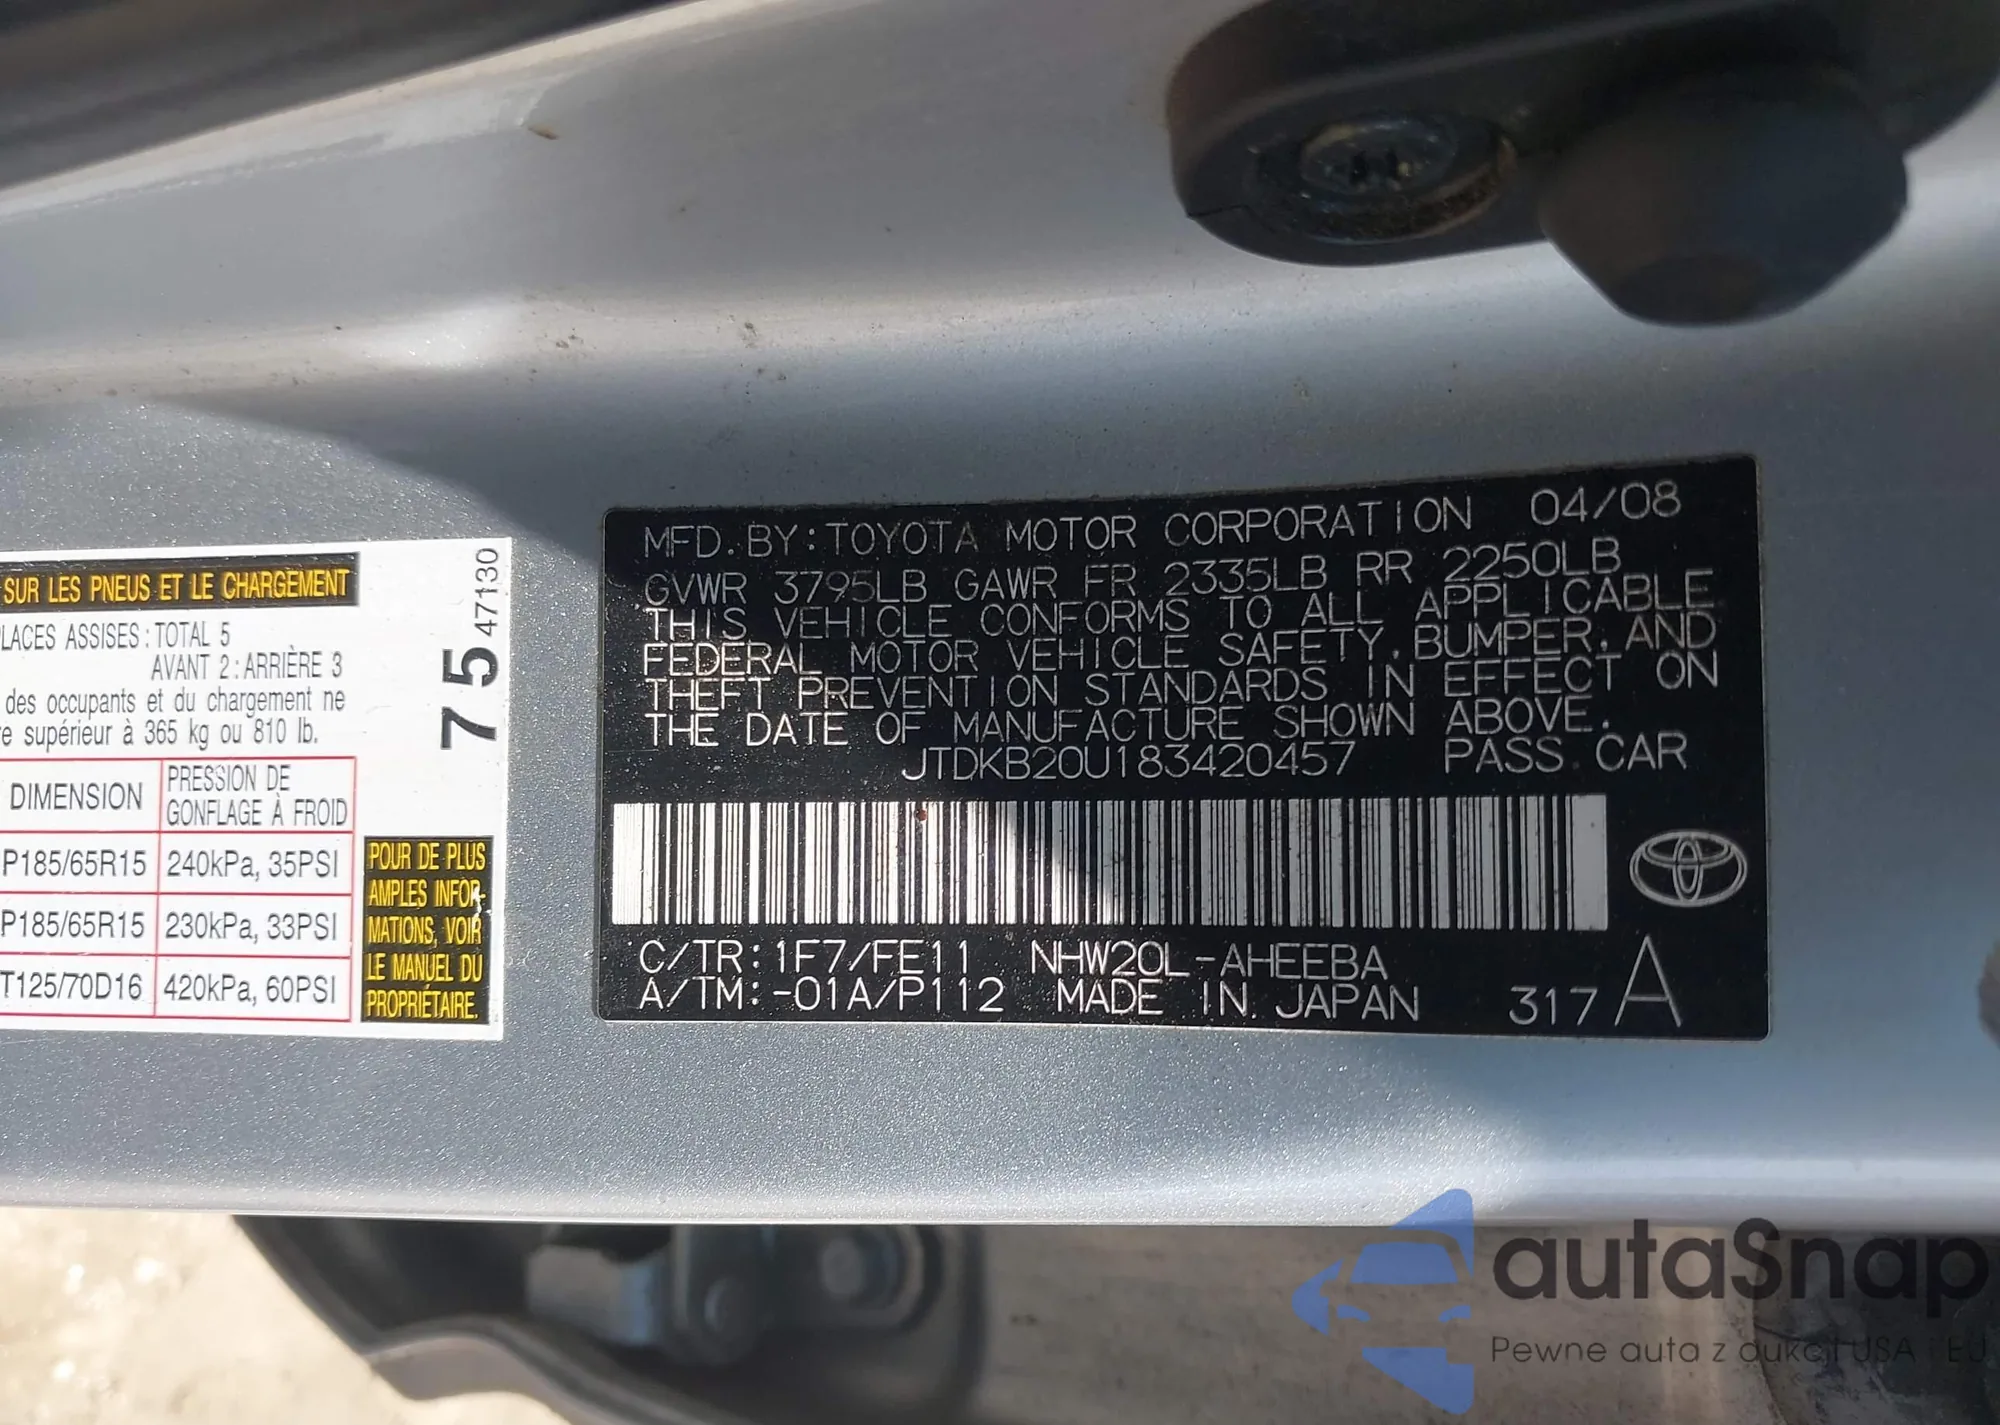 SUR LES PNEUS ET LE CHARGEMENT
PLACES ASSISES : TOTAL 5
AVANT 2 : ARRIÈRE 3
des occupants et du chargement ne
re supérieur à 365 kg ou 810 lb.
DIMENSION PRESSION DE GONFLAGE À FROID
P185/65R15 240kPa, 35PSI
P185/65R15 230kPa, 33PSI
T125/70D16 420kPa, 60PSI
75
47130
POUR DE PLUS
AMPLES INFOR-
MATIONS, VOIR
LE MANUEL DU
PROPRIÉTAIRE.
MFD. BY: TOYOTA MOTOR CORPORATION 04/08
GVWR 3795LB GAWR FR 2335LB RR 2250LB
THIS VEHICLE CONFORMS TO ALL APPLICABLE
FEDERAL MOTOR VEHICLE SAFETY, BUMPER, AND
THEFT PREVENTION STANDARDS IN EFFECT ON
THE DATE OF MANUFACTURE SHOWN ABOVE.
JTDKB20U183420457 PASS. CAR
C/TR: 1F7/FE11 NHW20L-AHEEBA
A/TM: -01A/P112 MADE IN JAPAN 317 A
autaSnap
Pewne auta z aukcji USA i EU